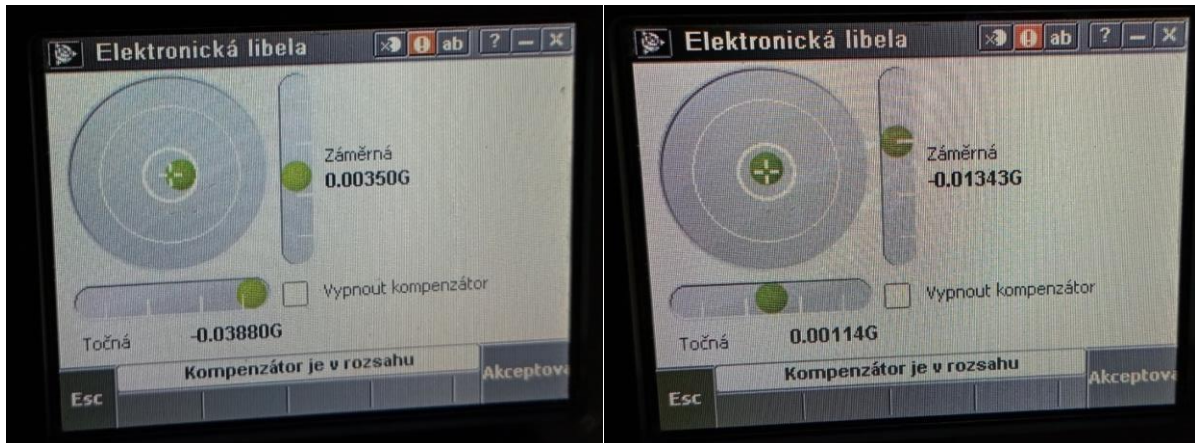 Elektronická libela
ab ? – X
Záměrná
0.00350G
Vypnout kompenzátor
Točná -0.03880G
Kompenzátor je v rozsahu
Akceptova
Esc
Elektronická libela
ab ? – X
Záměrná
-0.01343G
Vypnout kompenzátor
Točná 0.00114G
Kompenzátor je v rozsahu
Akceptova
Esc